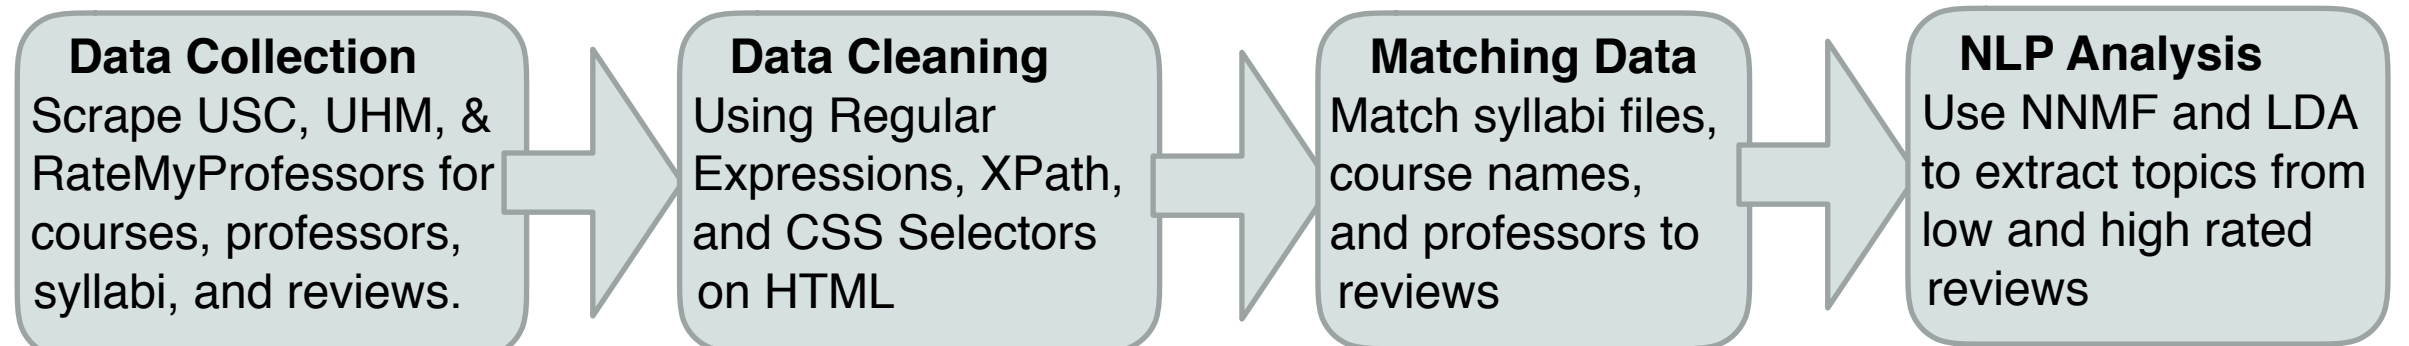 Data Collection
Scrape USC, UHM, &
RateMyProfessors for
courses, professors,
syllabi, and reviews.
Data Cleaning
Using Regular
Expressions, XPath,
and CSS Selectors
on HTML
Matching Data
Match syllabi files,
course names,
and professors to
reviews
NLP Analysis
Use NNMF and LDA
to extract topics from
low and high rated
reviews